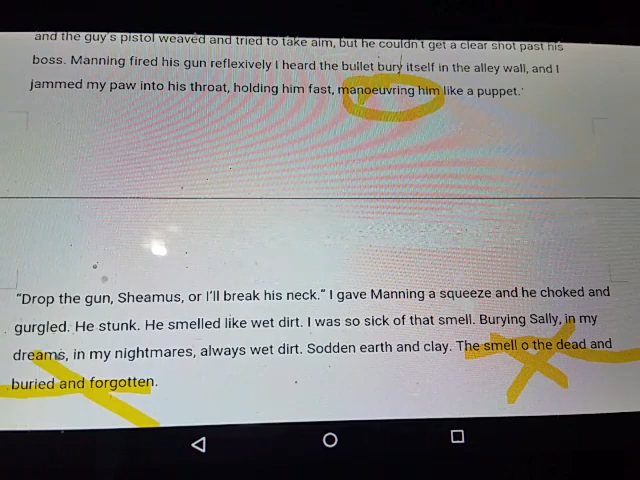 and the guy's pistol weaved and tried to take aim, but he couldn't get a clear shot past his
boss. Manning fired his gun reflexively I heard the bullet bury itself in the alley wall, and I
jammed my paw into his throat, holding him fast, manoeuvring him like a puppet.'
“Drop the gun, Sheamus, or I'll break his neck.” I gave Manning a squeeze and he choked and
gurgled. He stunk. He smelled like wet dirt. I was so sick of that smell. Burying Sally, in my
dreams, in my nightmares, always wet dirt. Sodden earth and clay. The smell o the dead and
buried and forgotten.